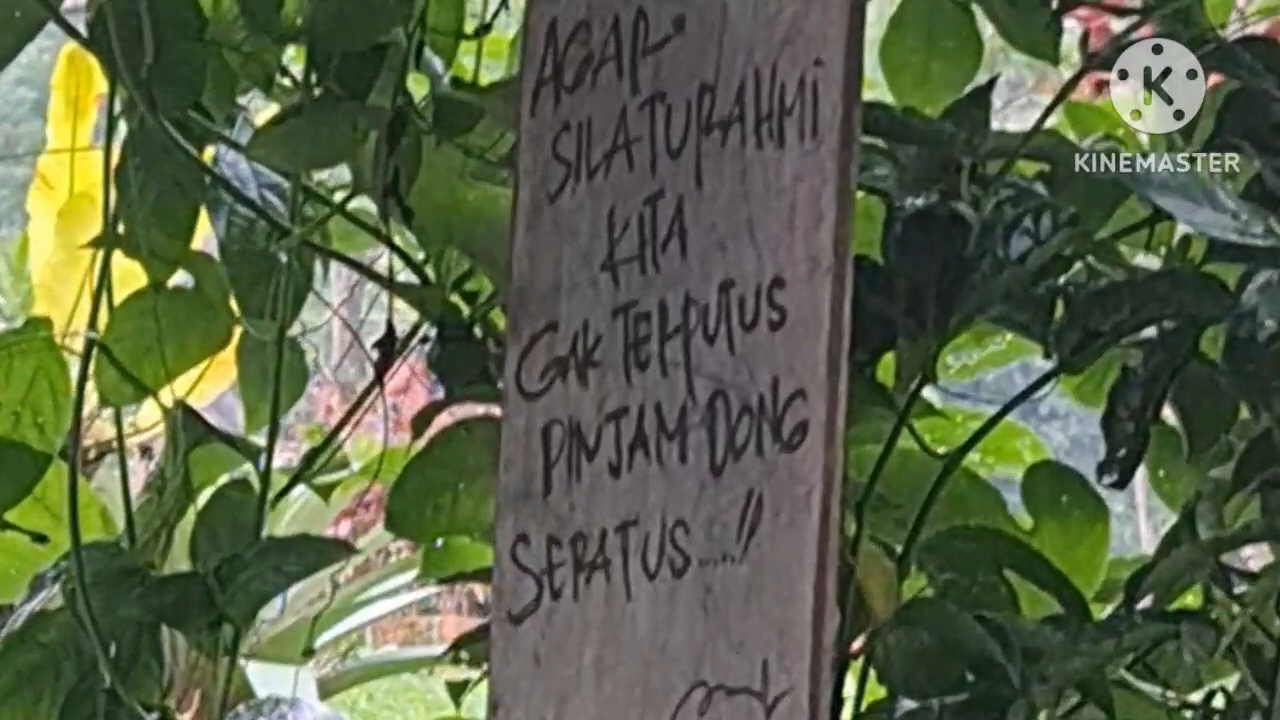 AGAR
SILATURAHMI
KITA
GAK TERPUTUS
PINJAM DONG
SERATUS....!!
K
KINEMASTER